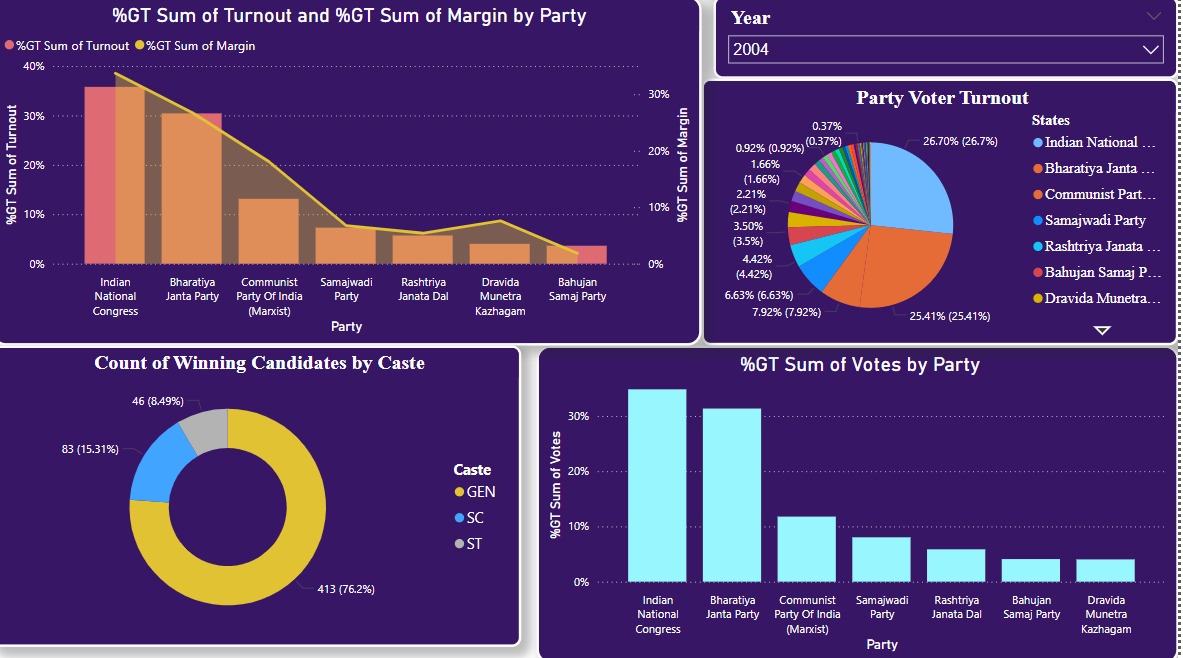 %GT Sum of Turnout and %GT Sum of Margin by Party
%GT Sum of Turnout %GT Sum of Margin
40%
30%
20%
10%
0%
%GT Sum of Turnout
30%
20%
10%
0%
%GT Sum of Margin
Indian
National
Congress
Bharatiya
Janta Party
Communist
Party Of India
(Marxist)
Samajwadi
Party
Rashtriya
Janata Dal
Dravida
Munetra
Kazhagam
Bahujan
Samaj Party
Party
Year
2004
Party Voter Turnout
0.37%
(0.37%)
0.92% (0.92%)
1.66%
(1.66%)
2.21%
(2.21%)
3.50%
(3.5%)
4.42%
(4.42%)
6.63% (6.63%)
7.92% (7.92%)
26.70% (26.7%)
25.41% (25.41%)
States
Indian National ...
Bharatiya Janta ...
Communist Part...
Samajwadi Party
Rashtriya Janata ...
Bahujan Samaj P...
Dravida Munetra...
Count of Winning Candidates by Caste
46 (8.49%)
83 (15.31%)
413 (76.2%)
Caste
GEN
SC
ST
%GT Sum of Votes by Party
30%
20%
10%
0%
%GT Sum of Votes
Indian
National
Congress
Bharatiya
Janta Party
Communist
Party Of India
(Marxist)
Samajwadi
Party
Rashtriya
Janata Dal
Bahujan
Samaj Party
Dravida
Munetra
Kazhagam
Party